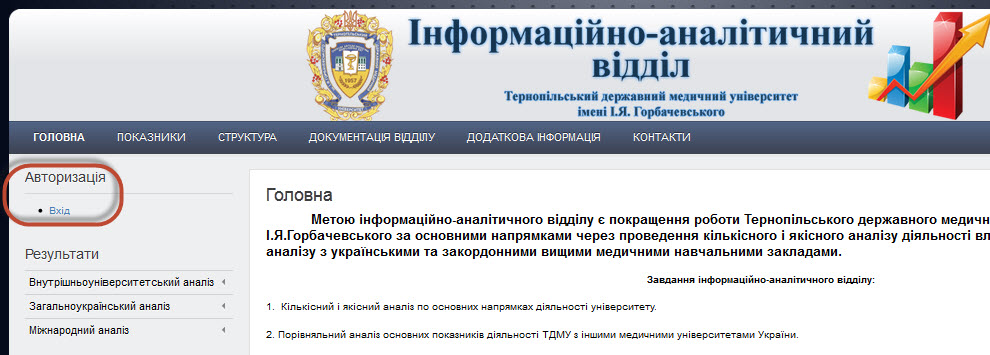 Інформаційно-аналітичний
відділ
Тернопільський державний медичний університет
імені І.Я. Горбачевського
1957
ГОЛОВНА ПОКАЗНИКИ СТРУКТУРА ДОКУМЕНТАЦІЯ ВІДДІЛУ ДОДАТКОВА ІНФОРМАЦІЯ КОНТАКТИ
Авторизація
Вхід
Результати
Внутрішньоуніверситетський аналіз
Загальноукраїнський аналіз
Міжнародний аналіз
Головна
Метою інформаційно-аналітичного відділу є покращення роботи Тернопільського державного медичн
І.Я.Горбачевського за основними напрямками через проведення кількісного і якісного аналізу діяльності вл
аналізу з українськими та закордонними вищими медичними навчальними закладами.
Завдання інформаційно-аналітичного відділу:
1. Кількісний і якісний аналіз по основних напрямках діяльності університету.
2. Порівняльний аналіз основних показників діяльності ТДМУ з іншими медичними університетами України.